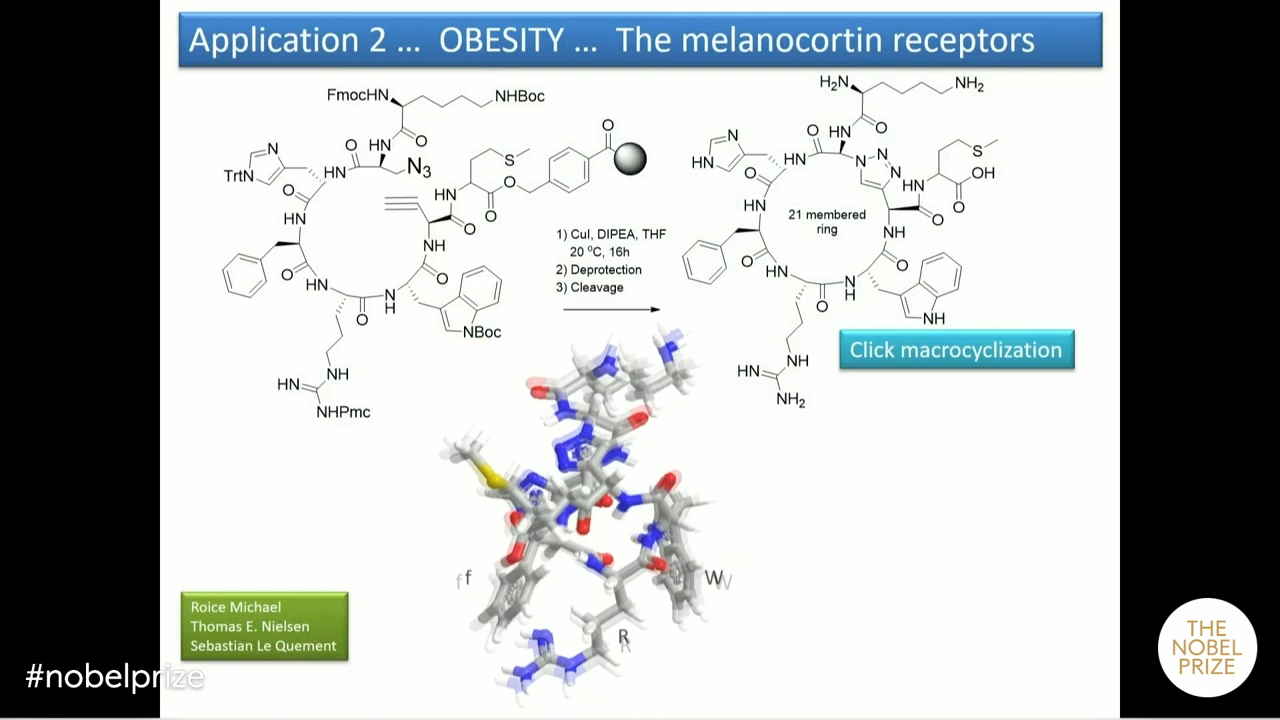 Application 2 ... OBESITY ... The melanocortin receptors
FmocHN
NHBoc
O
HN
O
N
TrtN
HN
N3
O
HN
O
HN
O
HN
O
N
H
O
NH
O
HN
O
O
S
O
NBoc
HN
NH
NHPmc
1) CuI, DIPEA, THF
20 ºC, 16h
2) Deprotection
3) Cleavage
H2N
NH2
O
HN
O
N
HN
HN
N
N
N
O
HN
O
HN
O
N
H
O
NH
O
HN
S
OH
O
21 membered
ring
NH
HN
NH
NH2
Click macrocyclization
f
W
R
Roice Michael
Thomas E. Nielsen
Sebastian Le Quement
#nobelprize
THE
NOBEL
PRIZE